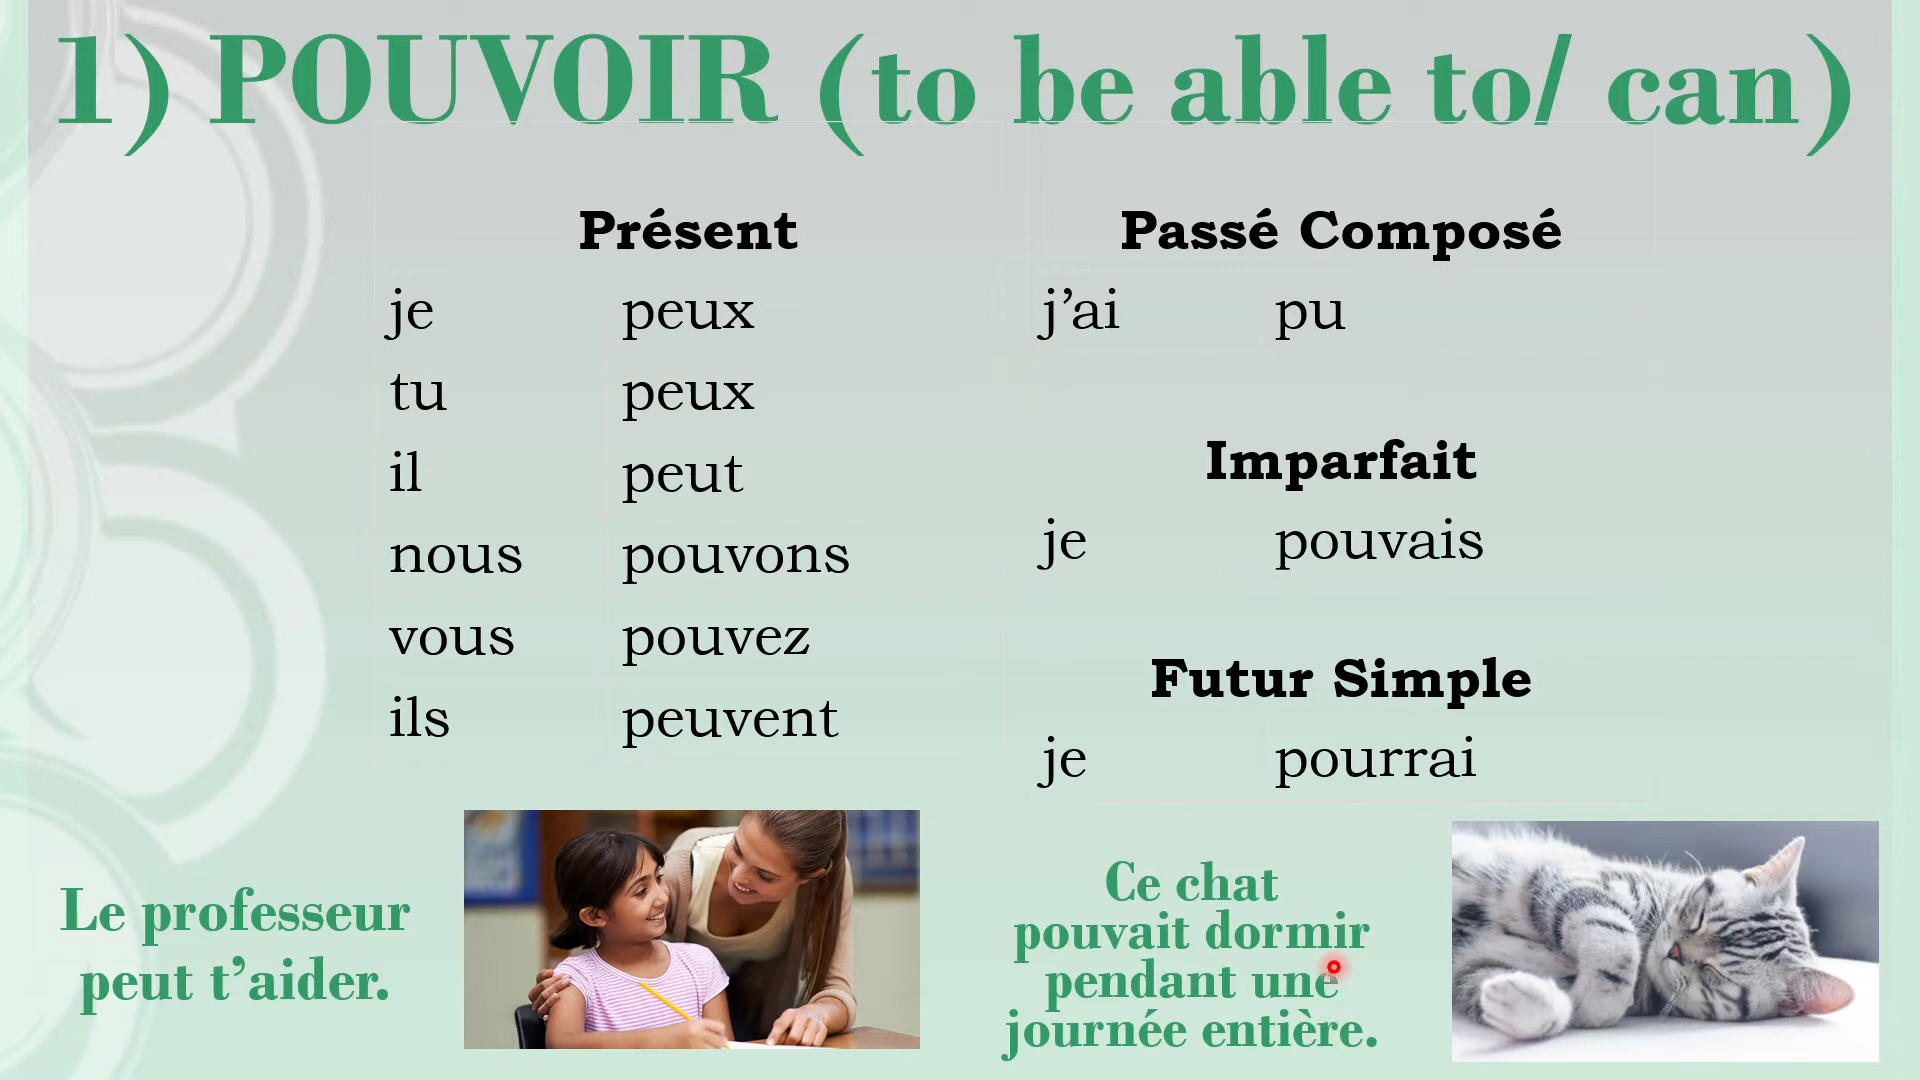 1) POUVOIR (to be able to/ can)
Présent
je peux
tu peux
il peut
nous pouvons
vous pouvez
ils peuvent
Passé Composé
j’ai pu
Imparfait
je pouvais
Futur Simple
je pourrai
Le professeur
peut t’aider.
Ce chat
pouvait dormir
pendant une
journée entière.